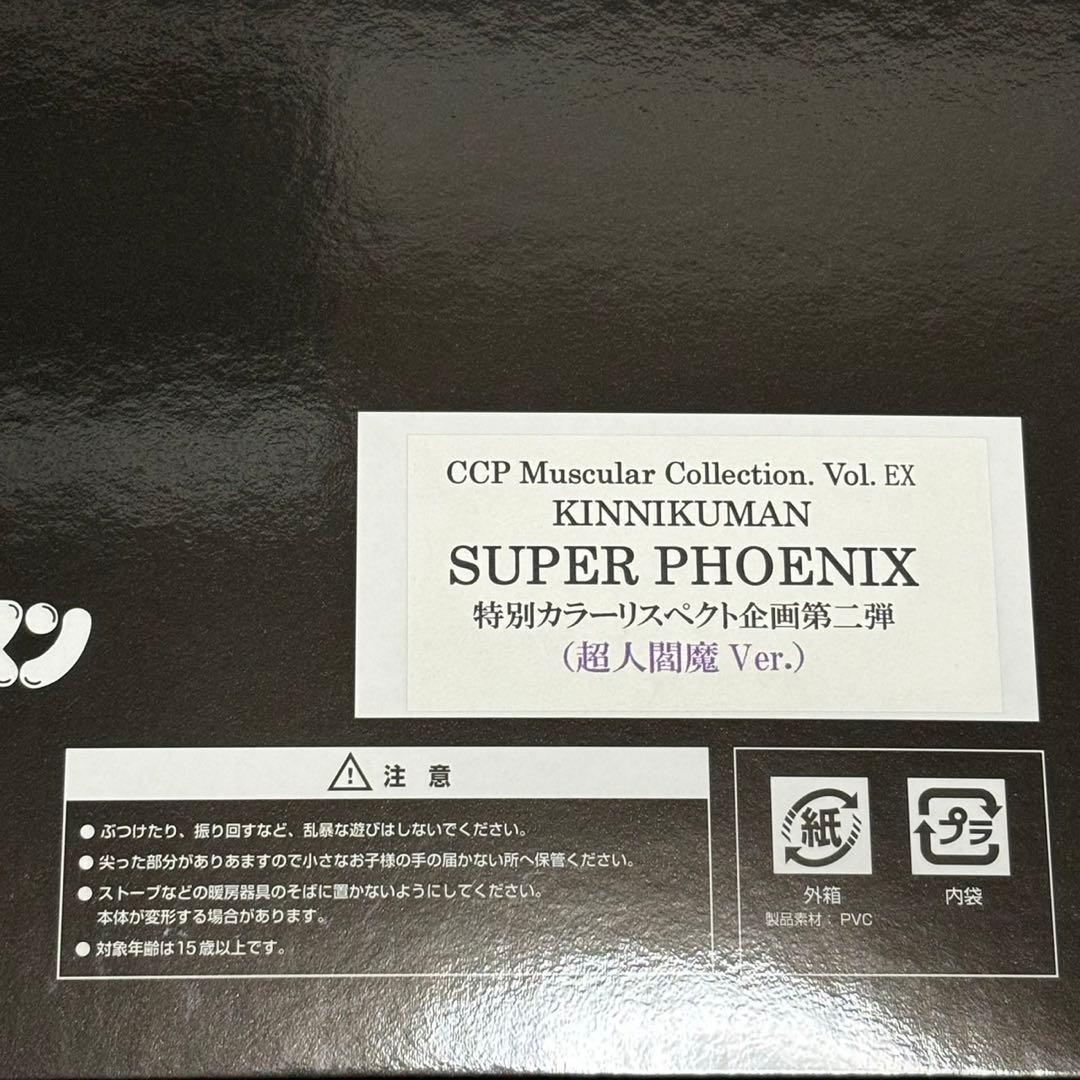 CCP Muscular Collection. Vol. EX
KINNIKUMAN
SUPER PHOENIX
特別カラーリスペクト企画第二弾
(超人閻魔 Ver.)
ン
注 意
● ぶつけたり、振り回すなど、乱暴な遊びはしないでください。
● 尖った部分がありあますので小さなお子様の手の届かない所へ保管ください。
● ストーブなどの暖房器具のそばに置かないようにしてください。
本体が変形する場合があります。
● 対象年齢は15歳以上です。
紙
外箱
プラ
内袋
製品素材：PVC